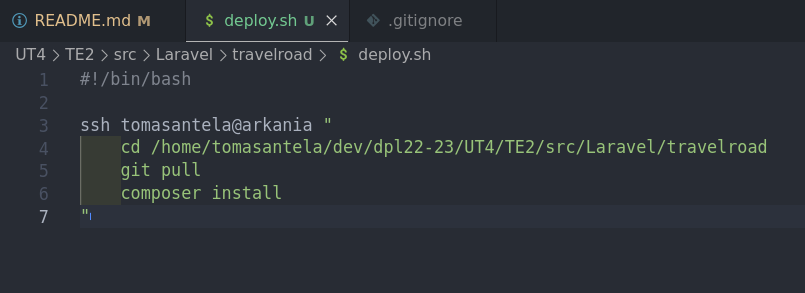 README.md M deploy.sh U .gitignore
UT4 > TE2 > src > Laravel > travelroad > $ deploy.sh
1 #!/bin/bash
2
3 ssh tomasantela@arkania "
4 cd /home/tomasantela/dev/dpl22-23/UT4/TE2/src/Laravel/travelroad
5 git pull
6 composer install
7 "